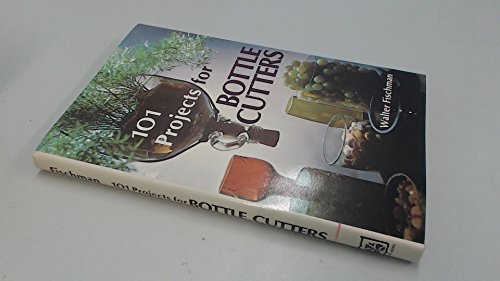 101
Projects for
BOTTLE
CUTTERS
Walter Fischman
Fischman 101 Projects for BOTTLE CUTTERS